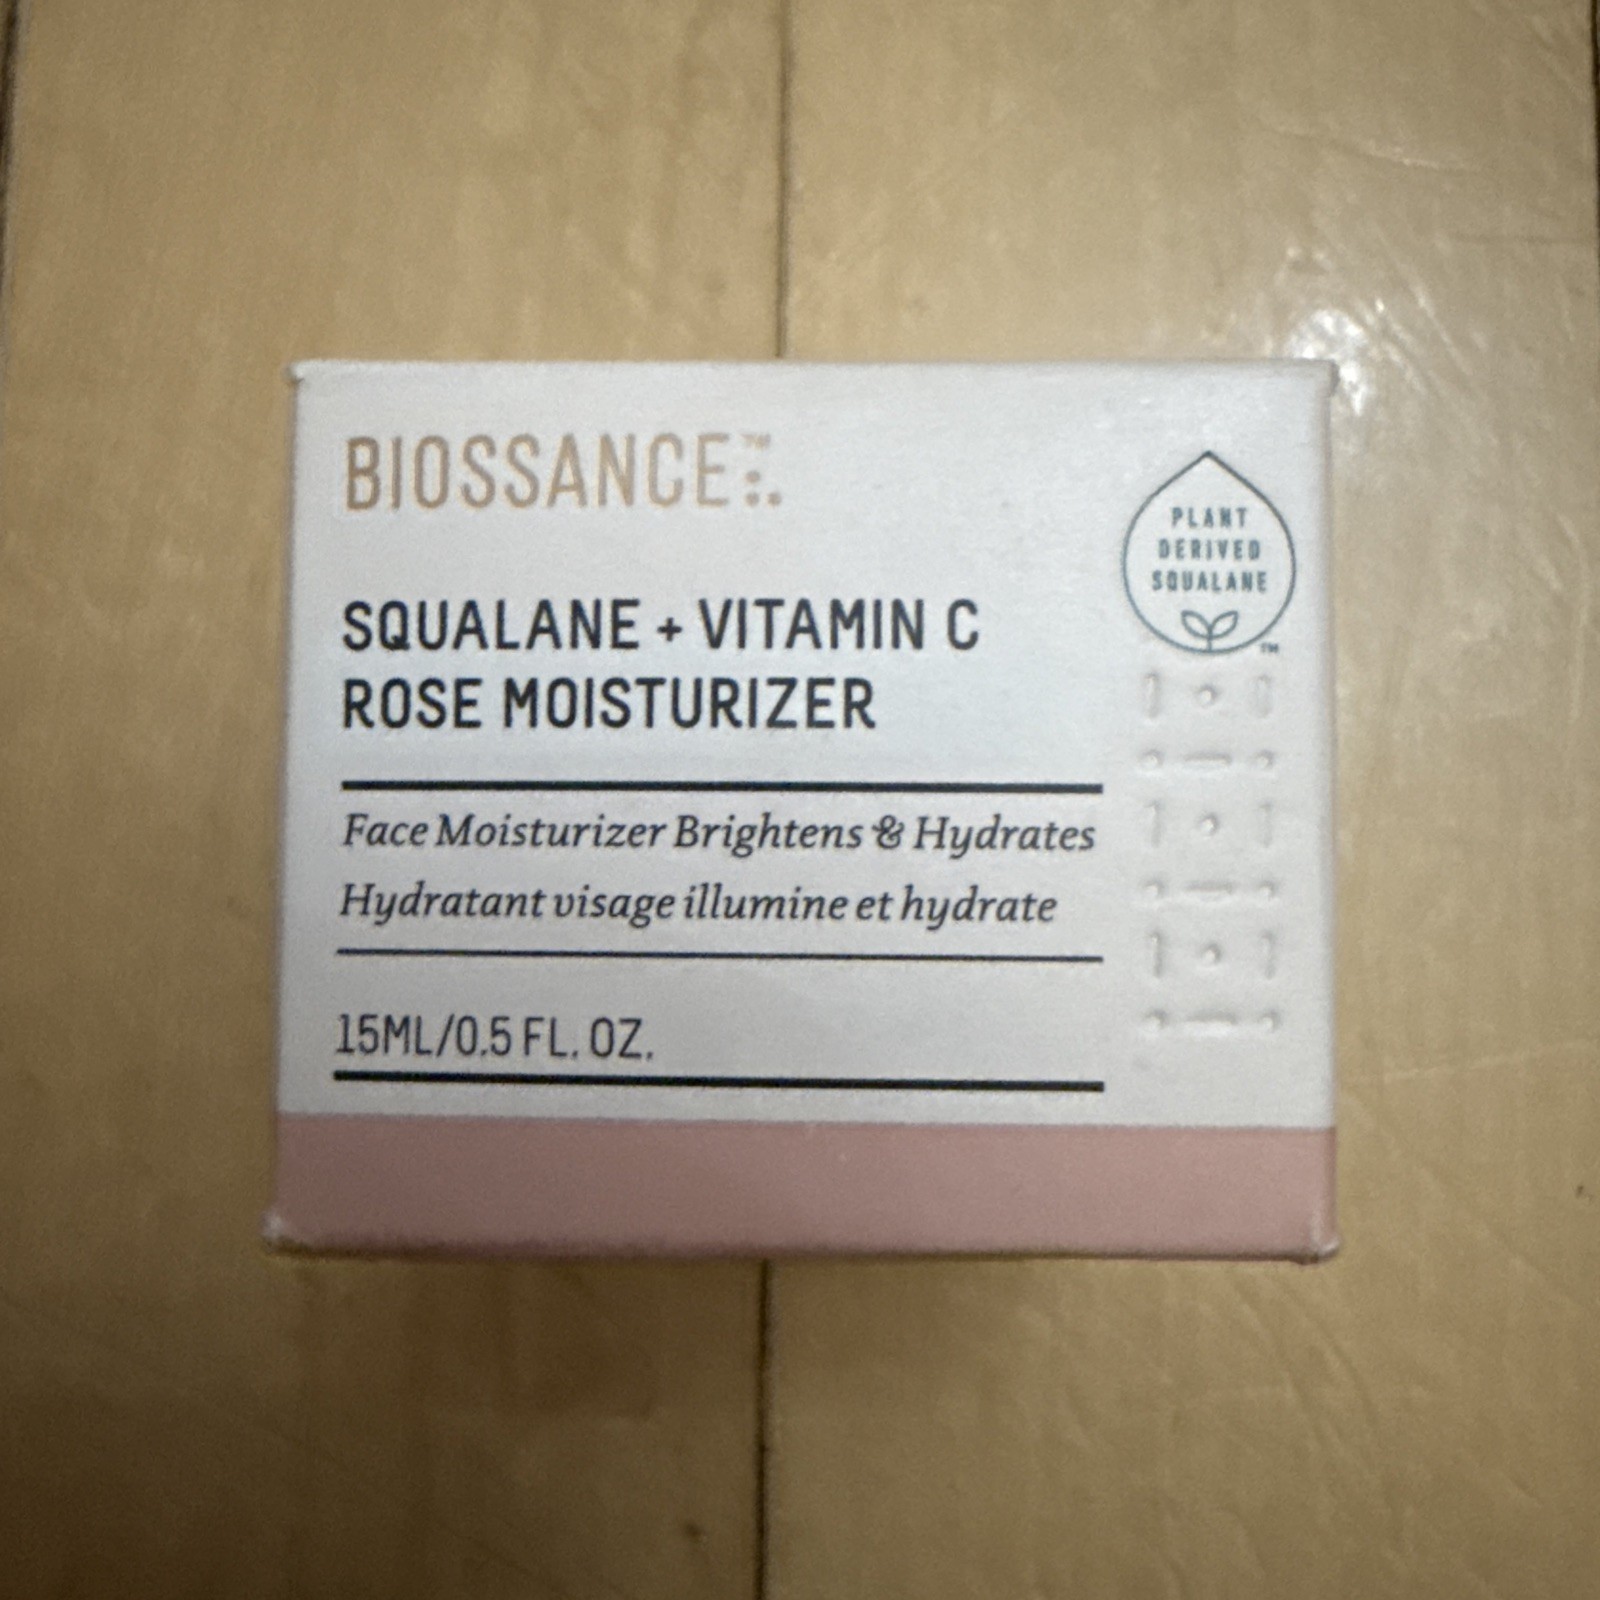 BIOSSANCE™
SQUALANE + VITAMIN C
ROSE MOISTURIZER
Face Moisturizer Brightens & Hydrates
Hydratant visage illumine et hydrate
15ML/0.5 FL. OZ.
PLANT
DERIVED
SQUALANE
™